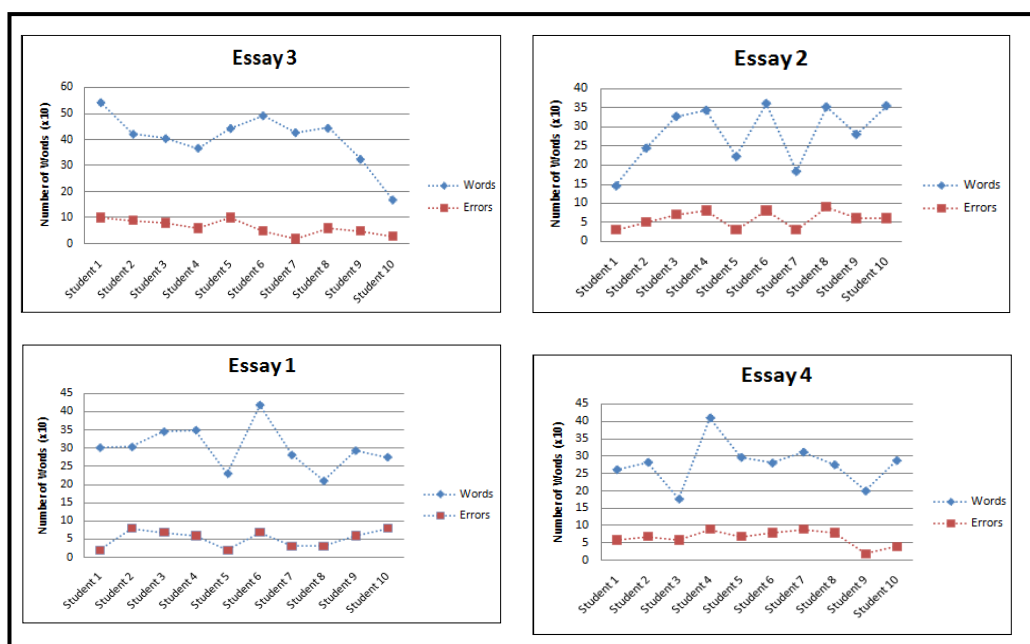 Essay 3
Number of Words (x10)
60
50
40
30
20
10
0
Student 1
Student 2
Student 3
Student 4
Student 5
Student 6
Student 7
Student 8
Student 9
Student 10
Words
Errors
Essay 2
Number of Words (x10)
40
35
30
25
20
15
10
5
0
Student 1
Student 2
Student 3
Student 4
Student 5
Student 6
Student 7
Student 8
Student 9
Student 10
Words
Errors
Essay 1
Number of Words (x10)
45
40
35
30
25
20
15
10
5
0
Student 1
Student 2
Student 3
Student 4
Student 5
Student 6
Student 7
Student 8
Student 9
Student 10
Words
Errors
Essay 4
Number of Words (x10)
45
40
35
30
25
20
15
10
5
0
Student 1
Student 2
Student 3
Student 4
Student 5
Student 6
Student 7
Student 8
Student 9
Student 10
Words
Errors